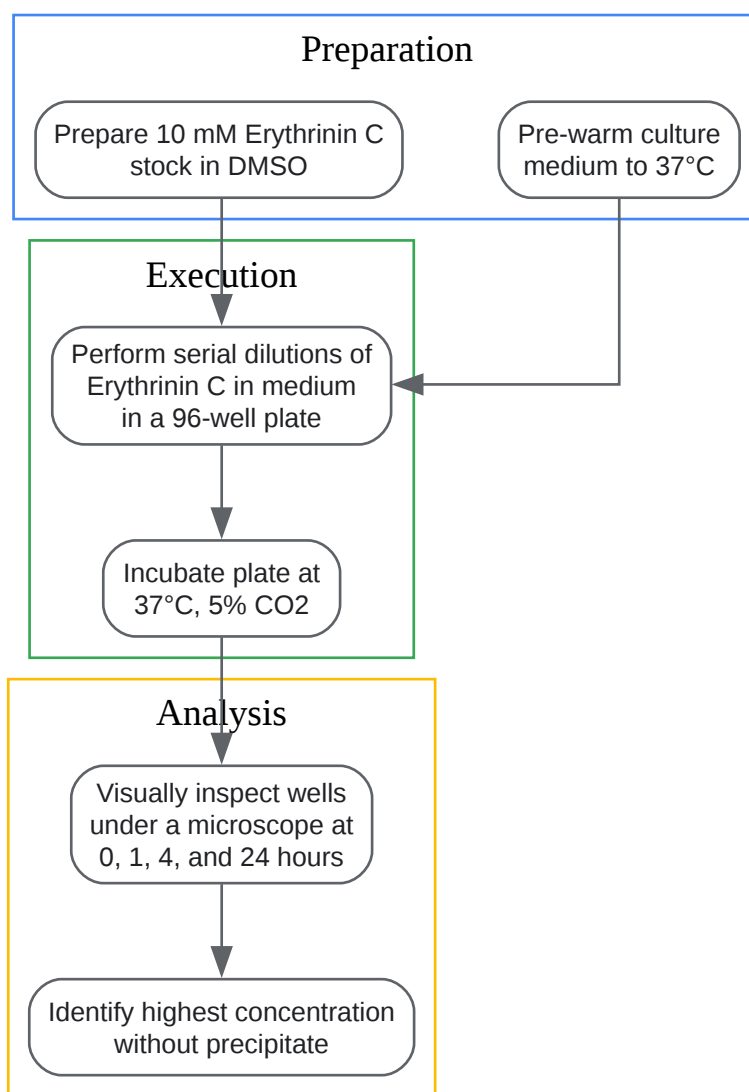 Preparation
Prepare 10 mM Erythrinin C
stock in DMSO
Pre-warm culture
medium to 37°C
Execution
Perform serial dilutions of
Erythrinin C in medium
in a 96-well plate
Incubate plate at
37°C, 5% CO2
Analysis
Visually inspect wells
under a microscope at
0, 1, 4, and 24 hours
Identify highest concentration
without precipitate